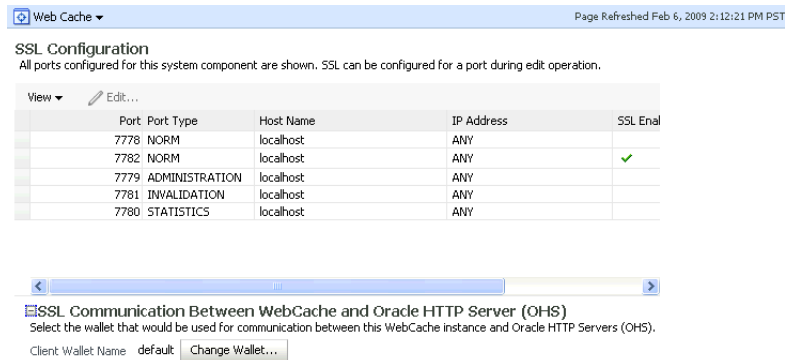 Web Cache Page Refreshed Feb 6, 2009 2:12:21 PM PST
SSL Configuration
All ports configured for this system component are shown. SSL can be configured for a port during edit operation.
View Edit...
Port Port Type Host Name IP Address SSL Enal
7778 NORM localhost ANY
7782 NORM localhost ANY
7779 ADMINISTRATION localhost ANY
7781 INVALIDATION localhost ANY
7780 STATISTICS localhost ANY
SSL Communication Between WebCache and Oracle HTTP Server (OHS)
Select the wallet that would be used for communication between this WebCache instance and Oracle HTTP Servers (OHS).
Client Wallet Name default Change Wallet...